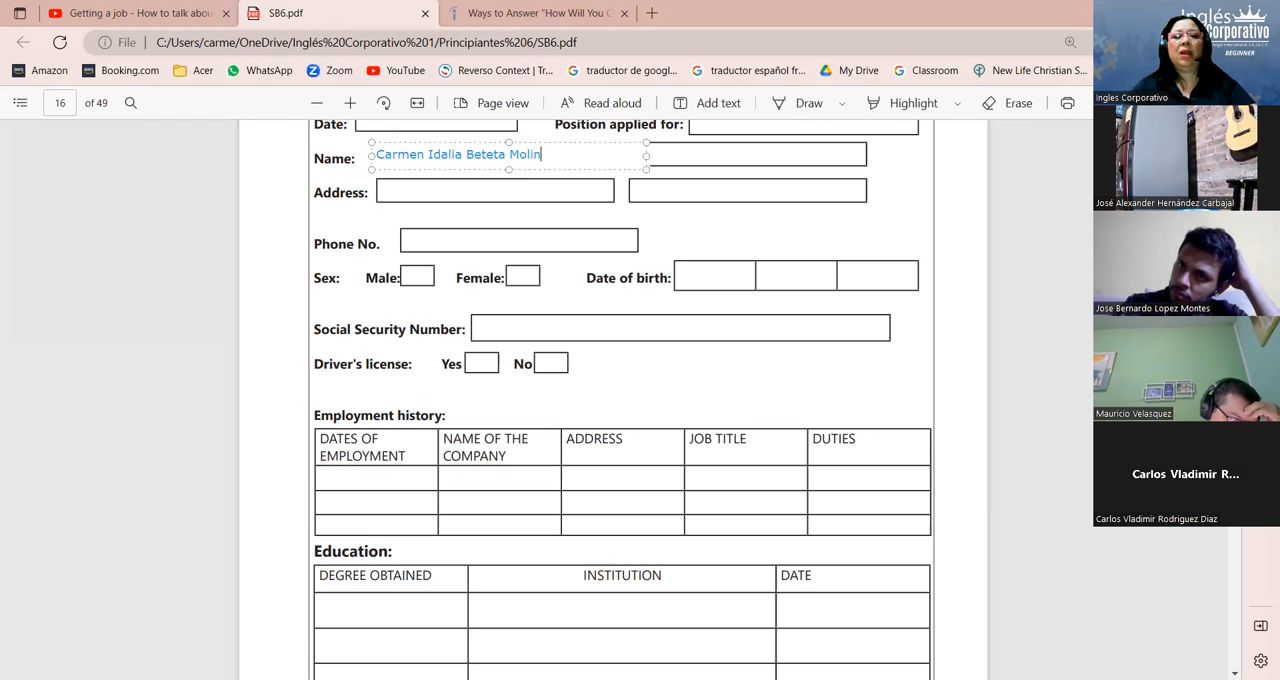 Getting a job - How to talk about
SB6.pdf
Ways to Answer "How Will You C
File C:/Users/carme/OneDrive/Inglés%20Corporativo%201/Principiantes%206/SB6.pdf
Amazon Booking.com Acer WhatsApp Zoom YouTube Reverso Context | Tr... traductor de googl... traductor español fr... My Drive Classroom New Life Christian S...
16 of 49 Page view Read aloud Add text Draw Highlight Erase
Date: Position applied for:
Name: Carmen Idalia Beteta Molin
Address:
Phone No.
Sex: Male: Female: Date of birth:
Social Security Number:
Driver's license: Yes No
Employment history:
DATES OF EMPLOYMENT NAME OF THE COMPANY ADDRESS JOB TITLE DUTIES
Education:
DEGREE OBTAINED INSTITUTION DATE
Inglés
Corporativo
BEGINNER
Ingles Corporativo
José Alexander Hernández Carbajal
Jose Bernardo Lopez Montes
Mauricio Velasquez
Carlos Vladimir R...
Carlos Vladimir Rodriguez Diaz